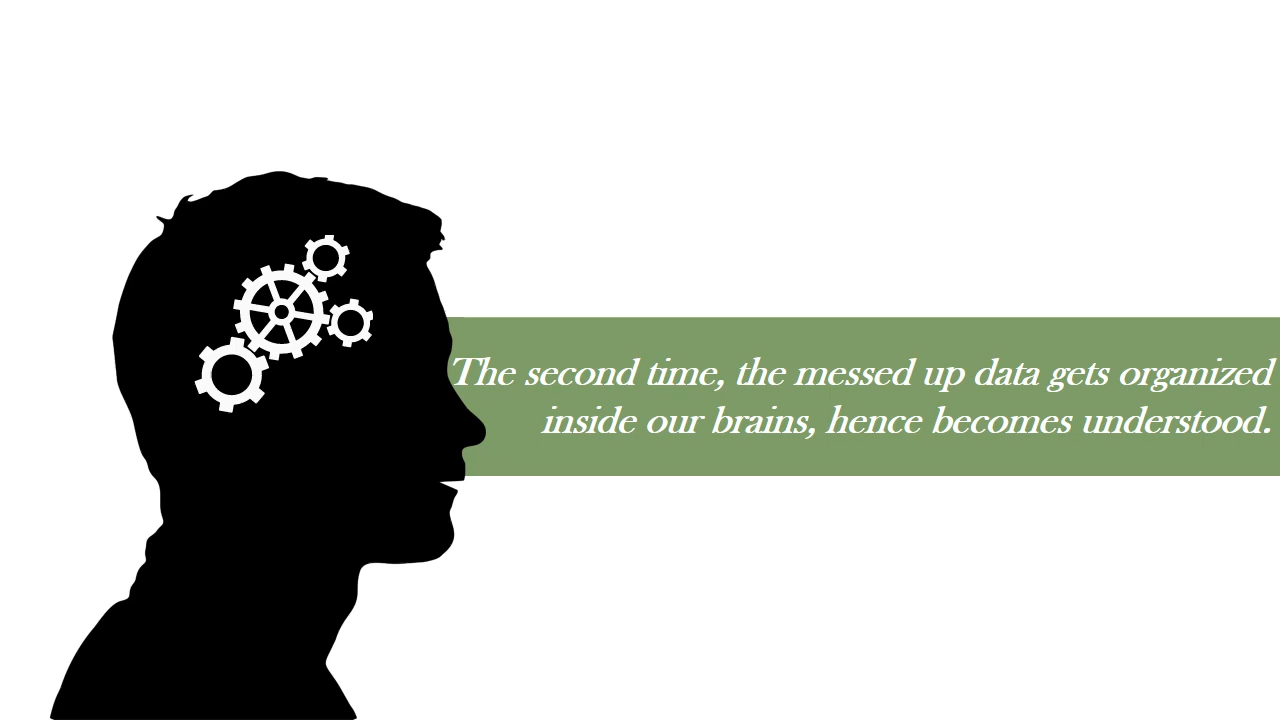 The second time, the messed up data gets organized
inside our brains, hence becomes understood.